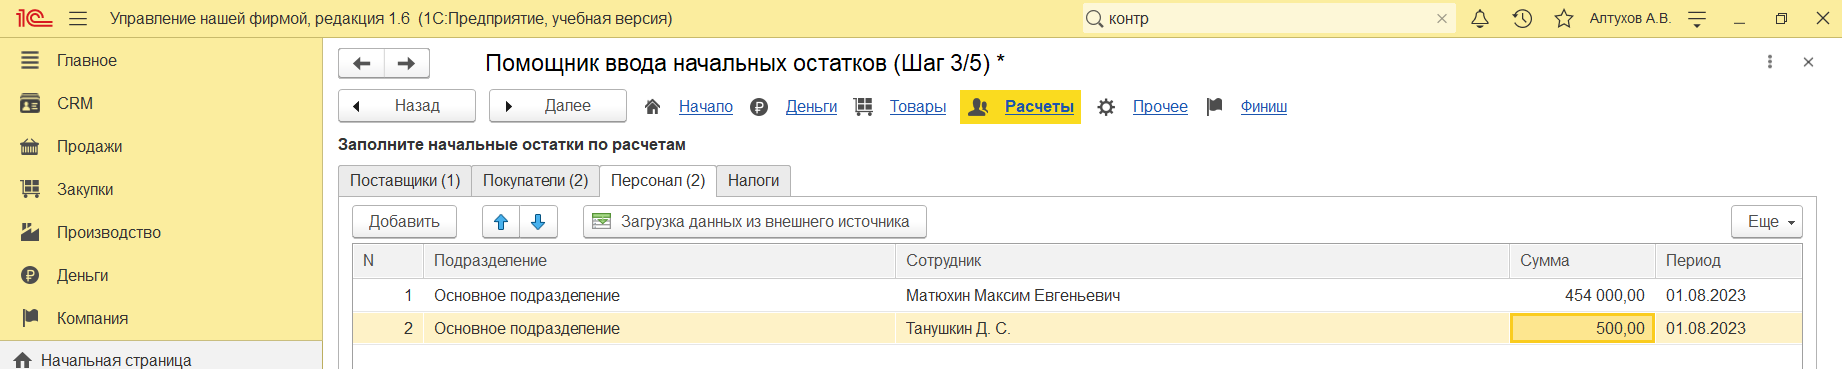 1С Управление нашей фирмой, редакция 1.6 (1С:Предприятие, учебная версия) контр Алтухов А.В.
Главное
CRM
Продажи
Закупки
Производство
Деньги
Компания
Начальная страница
Помощник ввода начальных остатков (Шаг 3/5) *
Назад Далее Начало Деньги Товары Расчеты Прочее Финиш
Заполните начальные остатки по расчетам
Поставщики (1) Покупатели (2) Персонал (2) Налоги
Добавить Загрузка данных из внешнего источника Еще
N Подразделение Сотрудник Сумма Период
1 Основное подразделение Матюхин Максим Евгеньевич 454 000,00 01.08.2023
2 Основное подразделение Танушкин Д. С. 500,00 01.08.2023